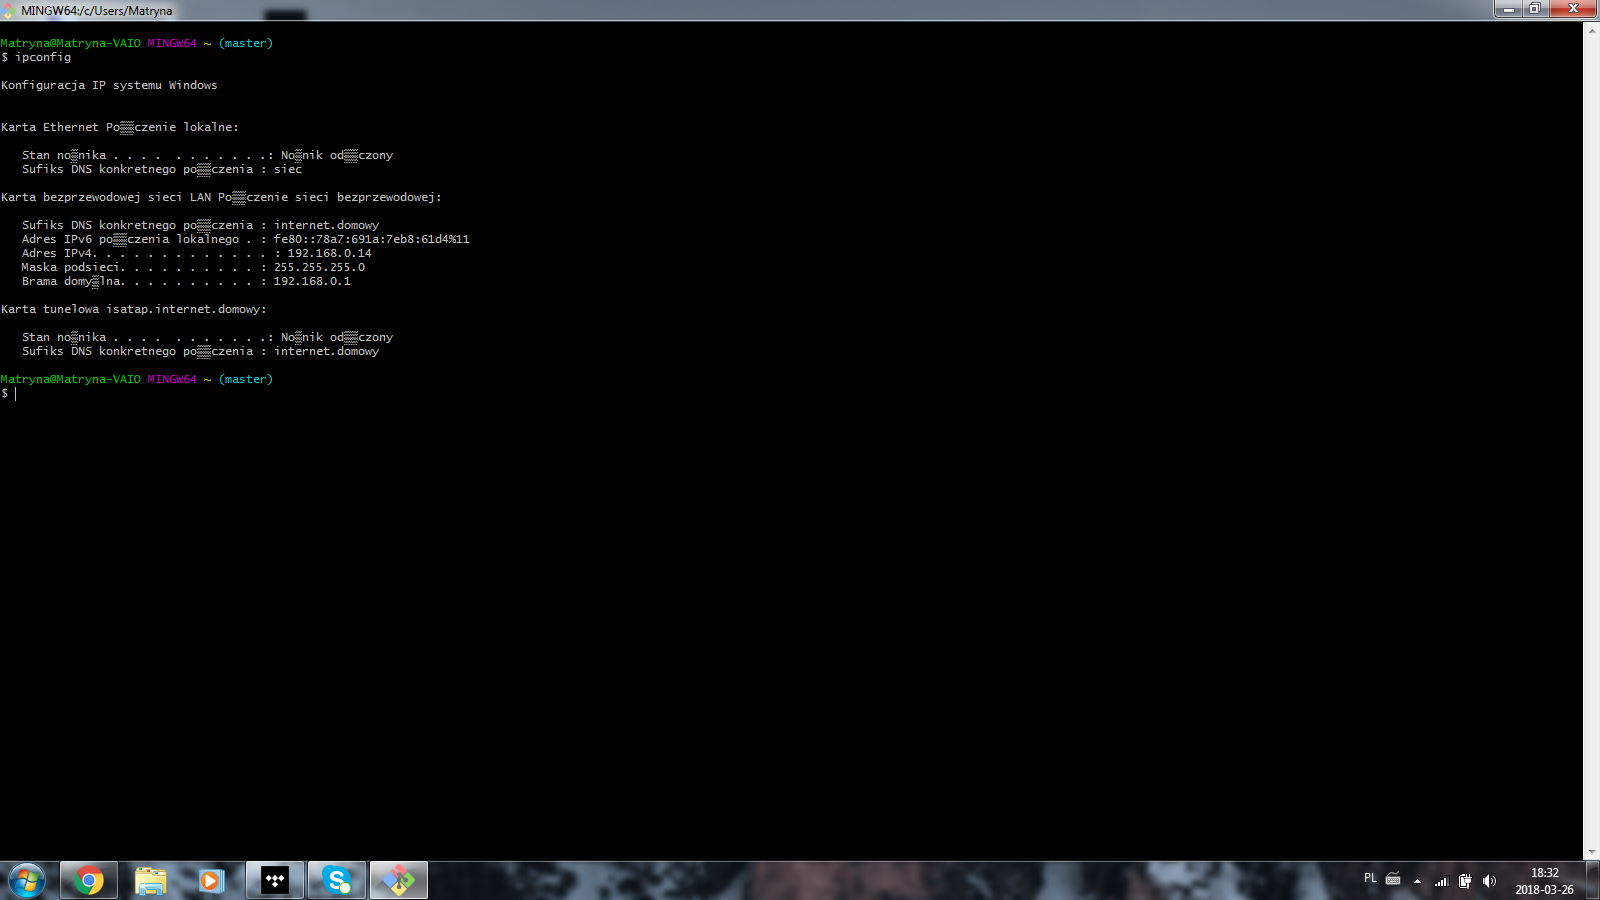 MINGW64:/c/Users/Matryna
Matryna@Matryna-VAIO MINGW64 ~ (master)
$ ipconfig
Konfiguracja IP systemu Windows
Karta Ethernet Po▒▒czenie lokalne:
Stan no▒nika . . . .  . . . . . . .: No▒nik od▒▒czony
Sufiks DNS konkretnego po▒▒czenia : siec
Karta bezprzewodowej sieci LAN Po▒▒czenie sieci bezprzewodowej:
Sufiks DNS konkretnego po▒▒czenia : internet.domowy
Adres IPv6 po▒▒czenia lokalnego . : fe80::78a7:691a:7eb8:61d4%11
Adres IPv4. . . . . . . . . . . . . : 192.168.0.14
Maska podsieci. . . . . . . . . . : 255.255.255.0
Brama domy▒lna. . . . . . . . . . : 192.168.0.1
Karta tunelowa isatap.internet.domowy:
Stan no▒nika . . . .  . . . . . . .: No▒nik od▒▒czony
Sufiks DNS konkretnego po▒▒czenia : internet.domowy
Matryna@Matryna-VAIO MINGW64 ~ (master)
$
PL
18:32
2018-03-26